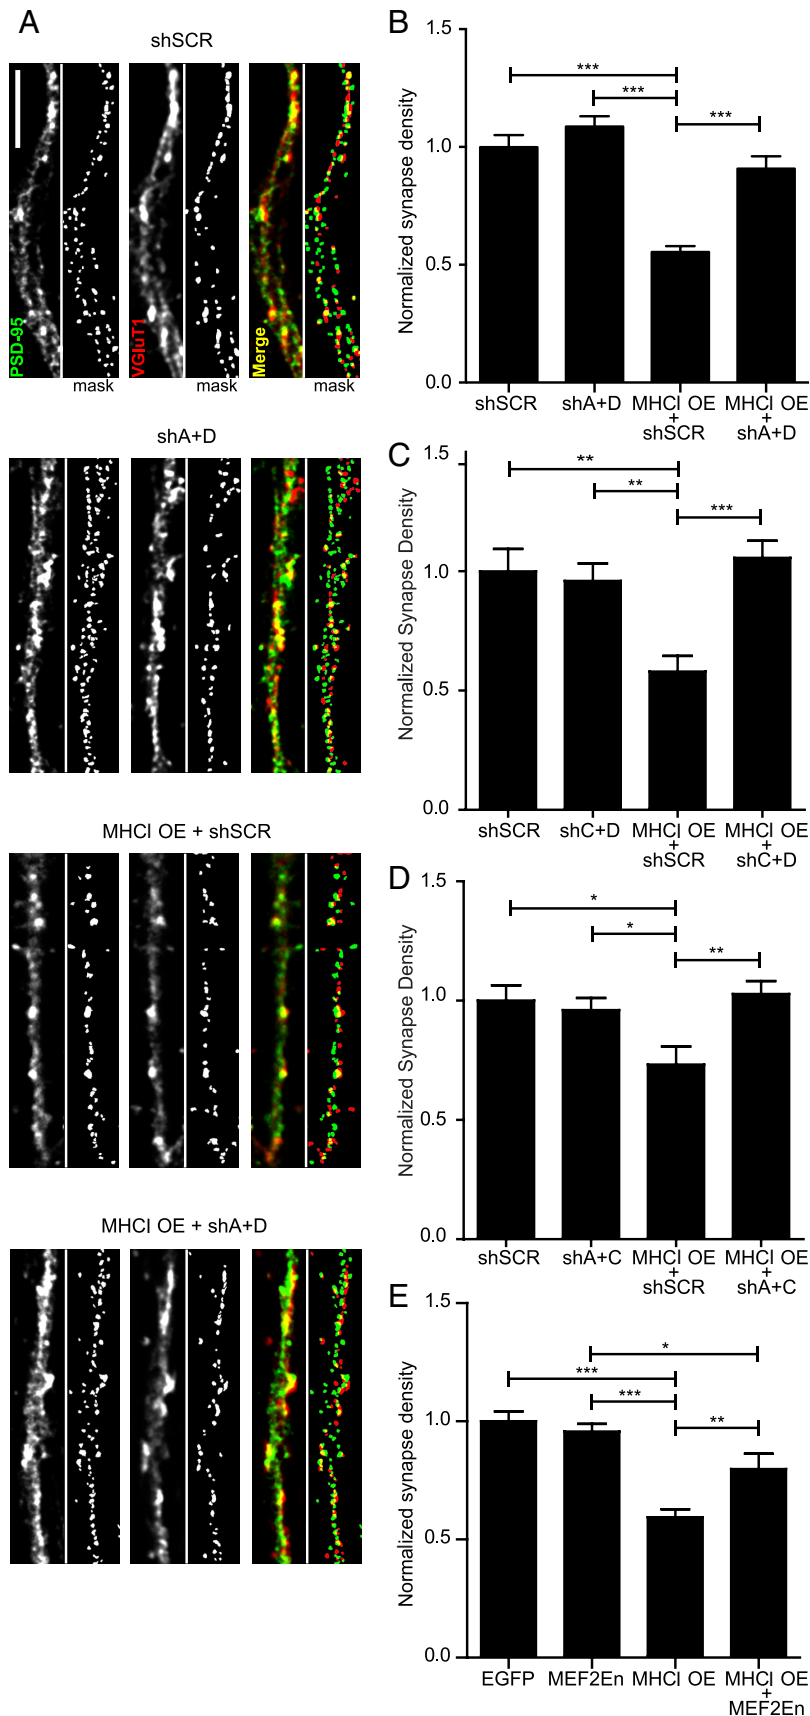 A
shSCR
PSD-95
mask
VGluT1
mask
Merge
mask
shA+D
MHCI OE + shSCR
MHCI OE + shA+D
B
Normalized synapse density
1.5
1.0
0.5
0.0
***
***
***
shSCR
shA+D
MHCI OE
+
shSCR
MHCI OE
+
shA+D
C
Normalized Synapse Density
1.5
1.0
0.5
0.0
**
**
***
shSCR
shC+D
MHCI OE
+
shSCR
MHCI OE
+
shC+D
D
Normalized Synapse Density
1.5
1.0
0.5
0.0
*
*
**
shSCR
shA+C
MHCI OE
+
shSCR
MHCI OE
+
shA+C
E
Normalized synapse density
1.5
1.0
0.5
0.0
*
***
***
**
EGFP
MEF2En
MHCI OE
MHCI OE
+
MEF2En